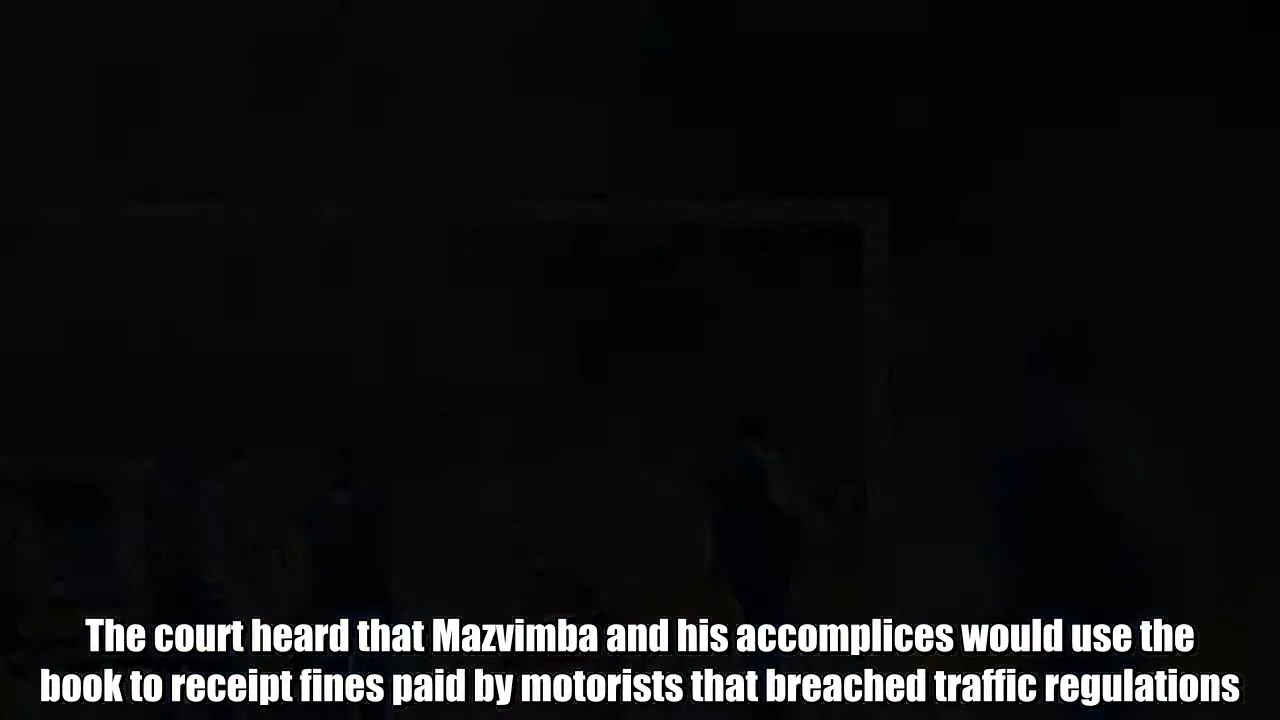 The court heard that Mazvimba and his accomplices would use the
book to receipt fines paid by motorists that breached traffic regulations